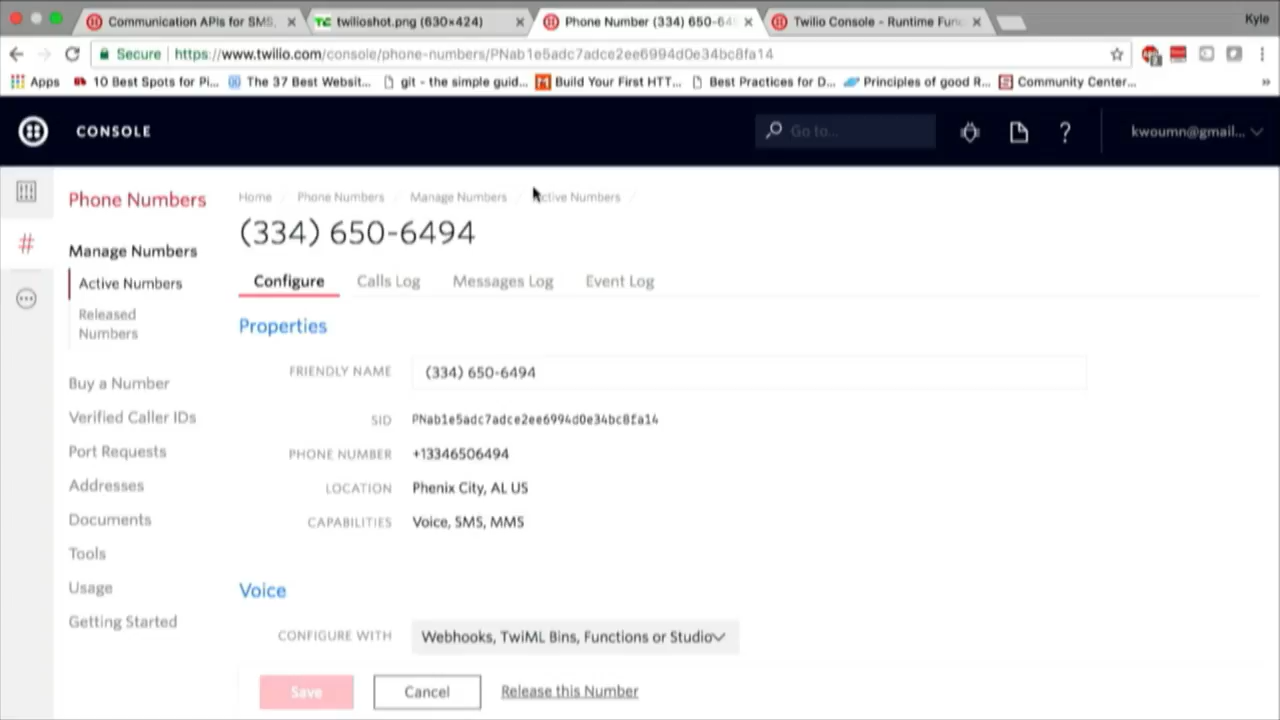 Communication APIs for SMS,
twilioshot.png (630×424)
Phone Number (334) 650-64
Twilio Console - Runtime Func
Kyle
Secure
https://www.twilio.com/console/phone-numbers/PNab1e5adc7adce2ee6994d0e34bc8fa14
Apps
10 Best Spots for Pi...
The 37 Best Websit...
git - the simple guid...
Build Your First HTT...
Best Practices for D...
Principles of good R...
Community Center...
»
CONSOLE
Go to...
?
kwoumn@gmail...
Phone Numbers
Manage Numbers
Active Numbers
Released
Numbers
Buy a Number
Verified Caller IDs
Port Requests
Addresses
Documents
Tools
Usage
Getting Started
Home / Phone Numbers / Manage Numbers / Active Numbers /
(334) 650-6494
Configure
Calls Log
Messages Log
Event Log
Properties
FRIENDLY NAME (334) 650-6494
SID PNab1e5adc7adce2ee6994d0e34bc8fa14
PHONE NUMBER +13346506494
LOCATION Phenix City, AL US
CAPABILITIES Voice, SMS, MMS
Voice
CONFIGURE WITH Webhooks, TwiML Bins, Functions or Studio
Save
Cancel
Release this Number